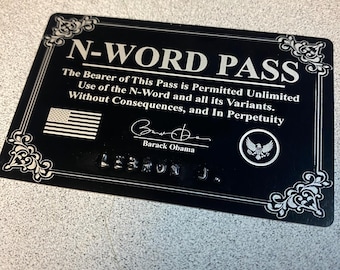 N-WORD PASS
The Bearer of This Pass is Permitted Unlimited
Use of the N-Word and all its Variants.
Without Consequences, and In Perpetuity
Barack Obama
J.